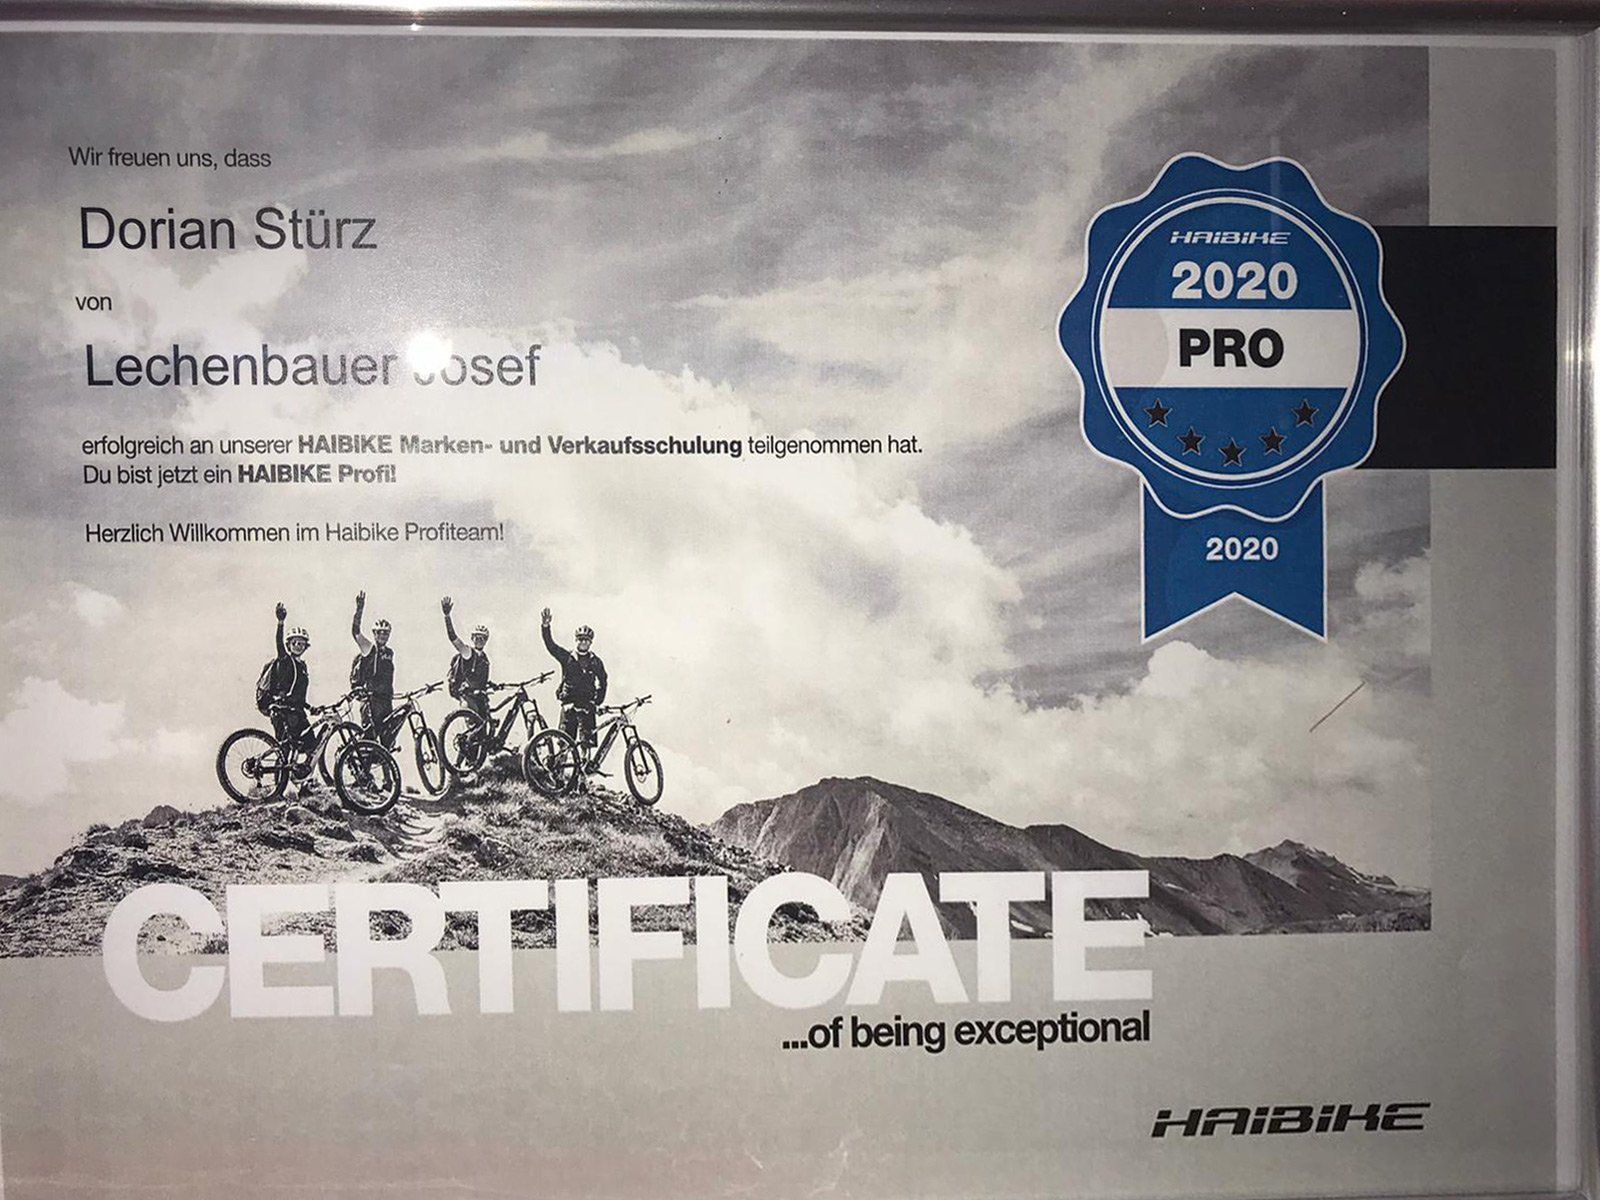 Wir freuen uns, dass
Dorian Stürz
von
Lechenbauer Josef
erfolgreich an unserer HAIBIKE Marken- und Verkaufsschulung teilgenommen hat.
Du bist jetzt ein HAIBIKE Profi!
Herzlich Willkommen im Haibike Profiteam!
HAIBIKE
2020
PRO
2020
CERTIFICATE
...of being exceptional
HAIBIKE